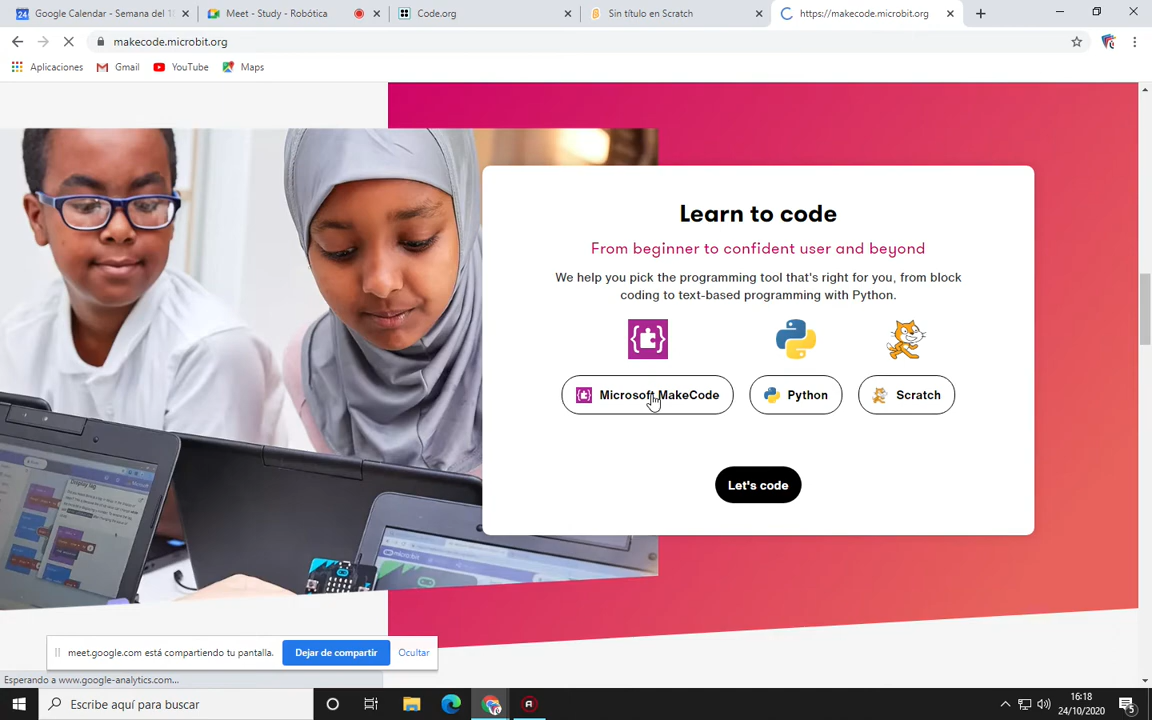 24 Google Calendar - Semana del 1
Meet - Study - Robótica
Code.org
Sin título en Scratch
https://makecode.microbit.org
makecode.microbit.org
Aplicaciones
Gmail
YouTube
Maps
Learn to code
From beginner to confident user and beyond
We help you pick the programming tool that's right for you, from block
coding to text-based programming with Python.
Microsoft MakeCode
Python
Scratch
Let's code
meet.google.com está compartiendo tu pantalla.
Dejar de compartir
Ocultar
Esperando a www.google-analytics.com...
Escribe aquí para buscar
16:18
24/10/2020
5